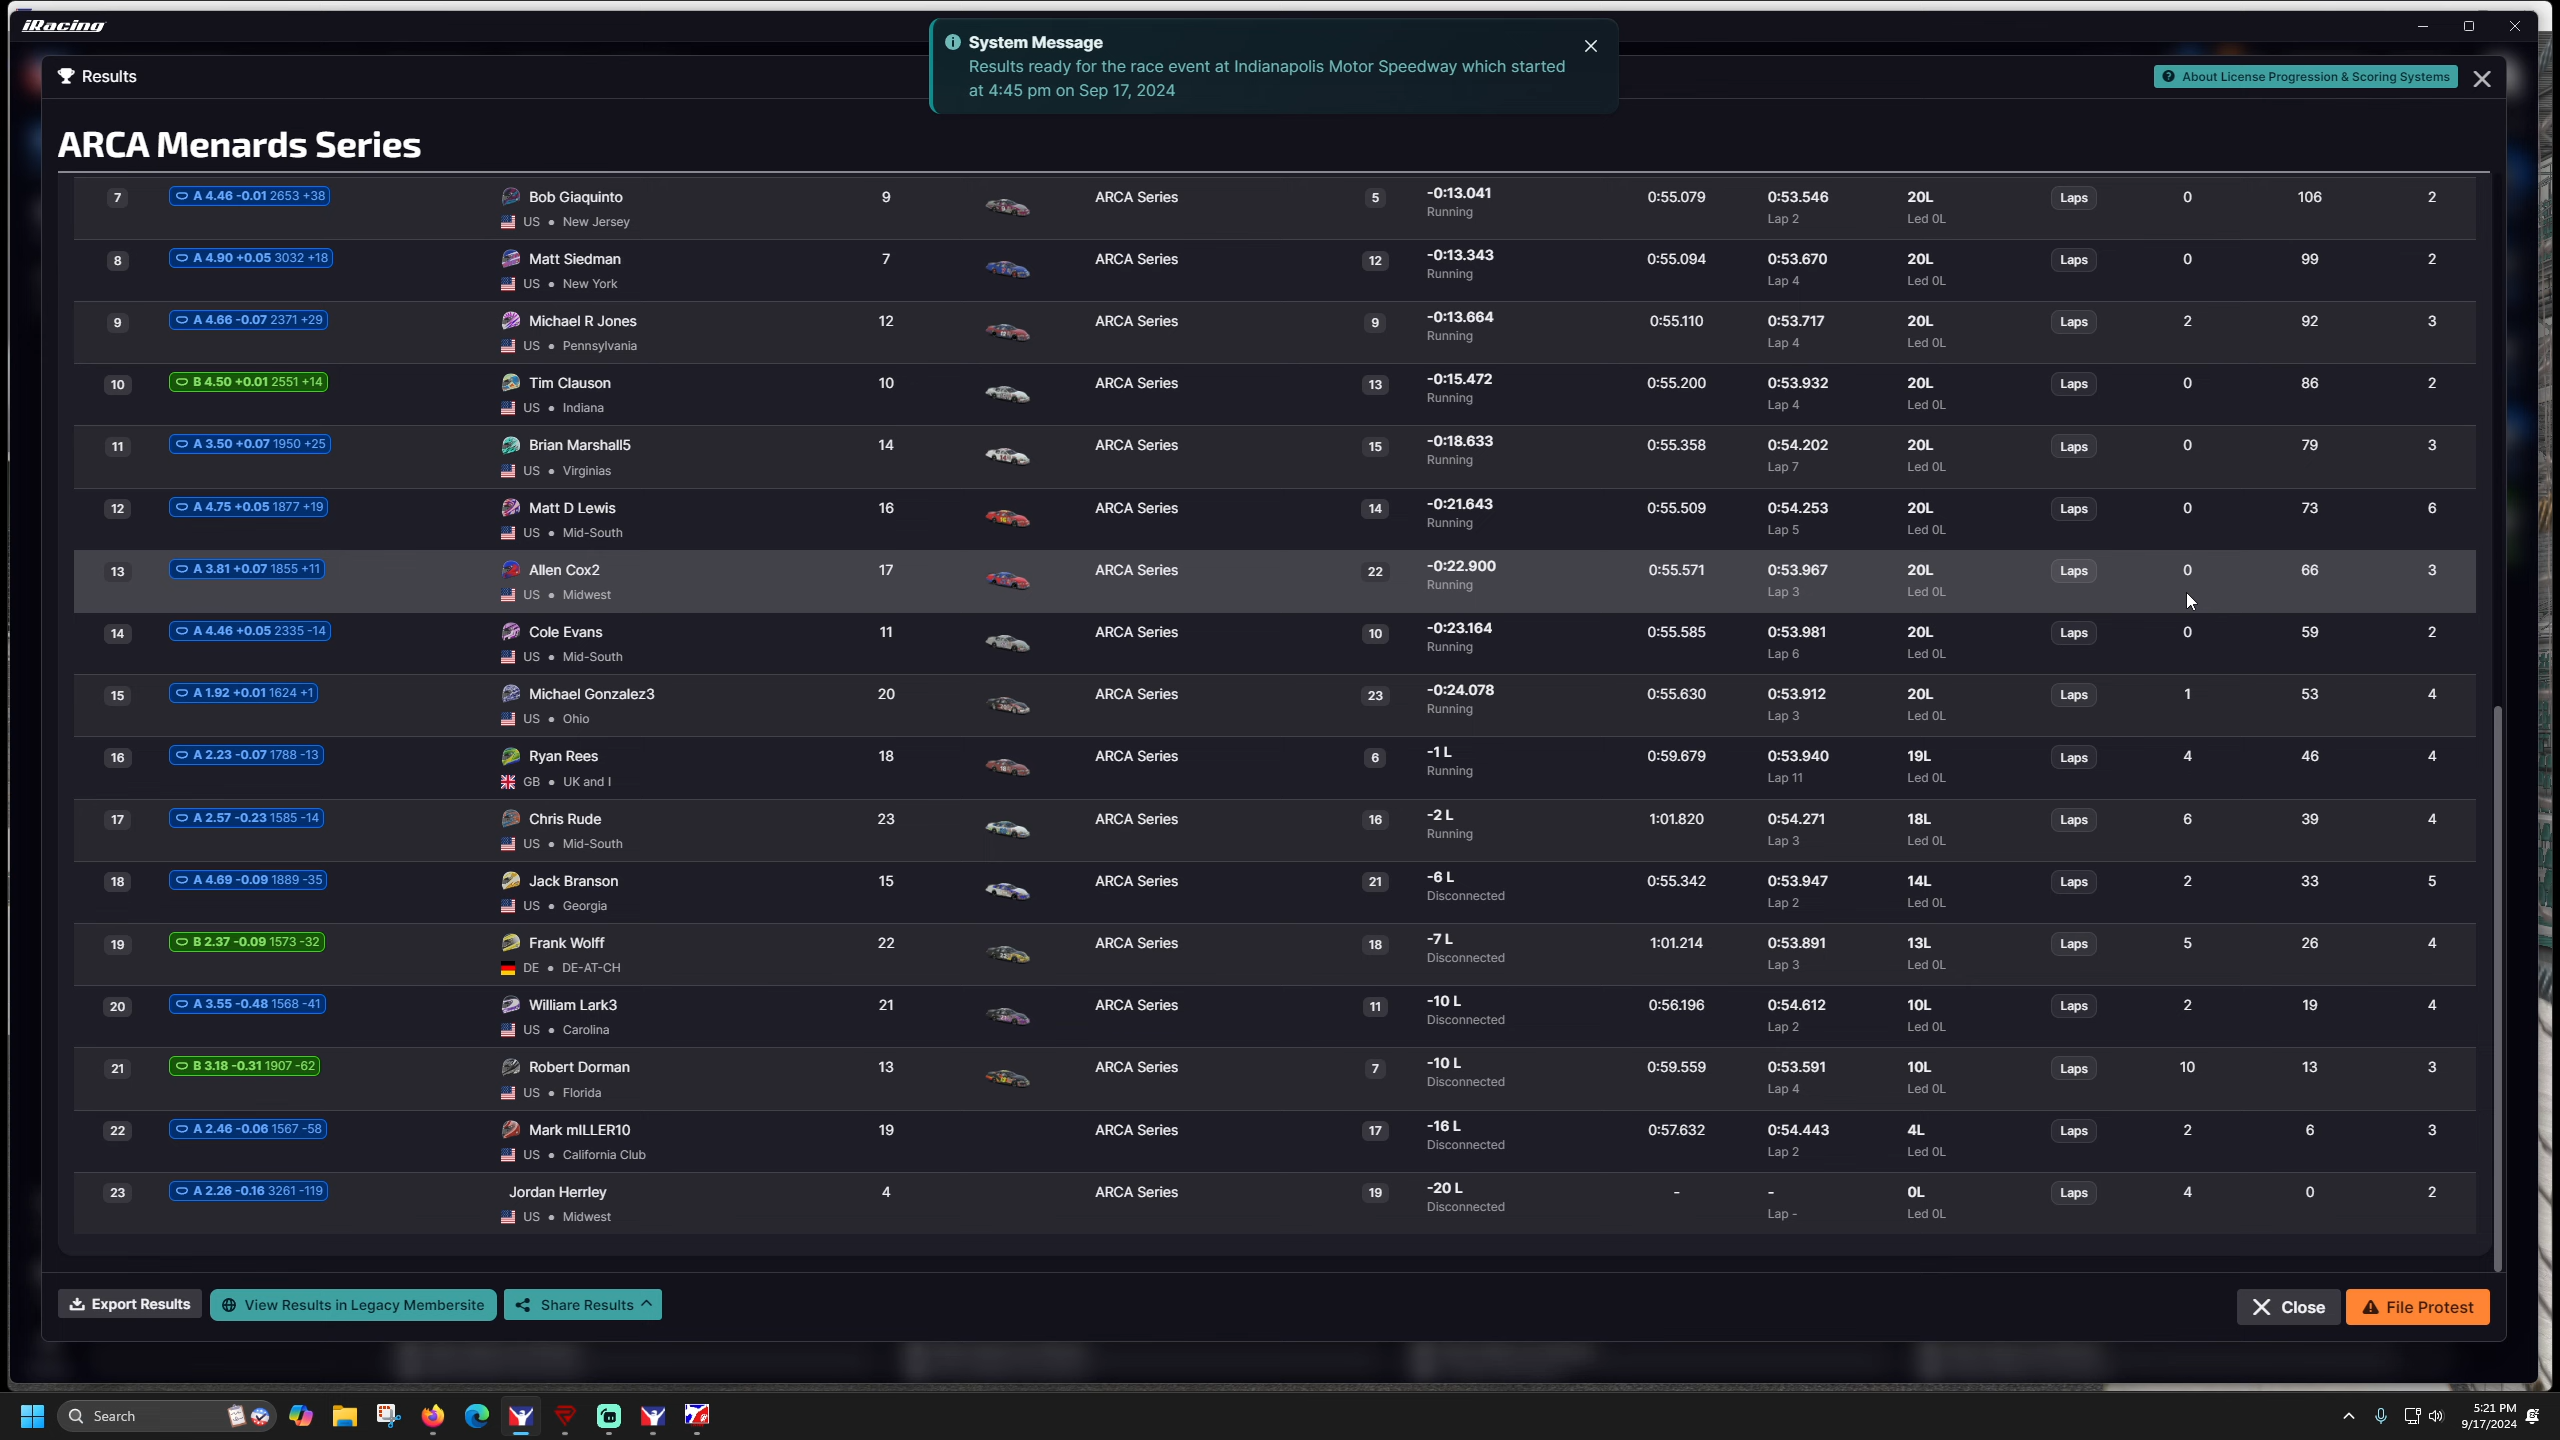 iRacing
System Message
Results ready for the race event at Indianapolis Motor Speedway which started
at 4:45 pm on Sep 17, 2024
Results
About License Progression & Scoring Systems
ARCA Menards Series
7 A 4.46 -0.01 2653 +38 Bob Giaquinto 9 ARCA Series 5 -0:13.041 0:55.079 0:53.546 20L Laps 0 106 2
US • New Jersey Running Lap 2 Led 0L
8 A 4.90 +0.05 3032 +18 Matt Siedman 7 ARCA Series 12 -0:13.343 0:55.094 0:53.670 20L Laps 0 99 2
US • New York Running Lap 4 Led 0L
9 A 4.66 -0.07 2371 +29 Michael R Jones 12 ARCA Series 9 -0:13.664 0:55.110 0:53.717 20L Laps 2 92 3
US • Pennsylvania Running Lap 4 Led 0L
10 B 4.50 +0.01 2551 +14 Tim Clauson 10 ARCA Series 13 -0:15.472 0:55.200 0:53.932 20L Laps 0 86 2
US • Indiana Running Lap 4 Led 0L
11 A 3.50 +0.07 1950 +25 Brian Marshall5 14 ARCA Series 15 -0:18.633 0:55.358 0:54.202 20L Laps 0 79 3
US • Virginias Running Lap 7 Led 0L
12 A 4.75 +0.05 1877 +19 Matt D Lewis 16 ARCA Series 14 -0:21.643 0:55.509 0:54.253 20L Laps 0 73 6
US • Mid-South Running Lap 5 Led 0L
13 A 3.81 +0.07 1855 +11 Allen Cox2 17 ARCA Series 22 -0:22.900 0:55.571 0:53.967 20L Laps 0 66 3
US • Midwest Running Lap 3 Led 0L
14 A 4.46 +0.05 2335 -14 Cole Evans 11 ARCA Series 10 -0:23.164 0:55.585 0:53.981 20L Laps 0 59 2
US • Mid-South Running Lap 6 Led 0L
15 A 1.92 +0.01 1624 +1 Michael Gonzalez3 20 ARCA Series 23 -0:24.078 0:55.630 0:53.912 20L Laps 1 53 4
US • Ohio Running Lap 3 Led 0L
16 A 2.23 -0.07 1788 -13 Ryan Rees 18 ARCA Series 6 -1 L 0:59.679 0:53.940 19L Laps 4 46 4
GB • UK and I Running Lap 11 Led 0L
17 A 2.57 -0.23 1585 -14 Chris Rude 23 ARCA Series 16 -2 L 1:01.820 0:54.271 18L Laps 6 39 4
US • Mid-South Running Lap 3 Led 0L
18 A 4.69 -0.09 1889 -35 Jack Branson 15 ARCA Series 21 -6 L 0:55.342 0:53.947 14L Laps 2 33 5
US • Georgia Disconnected Lap 2 Led 0L
19 B 2.37 -0.09 1573 -32 Frank Wolff 22 ARCA Series 18 -7 L 1:01.214 0:53.891 13L Laps 5 26 4
DE • DE-AT-CH Disconnected Lap 3 Led 0L
20 A 3.55 -0.48 1568 -41 William Lark3 21 ARCA Series 11 -10 L 0:56.196 0:54.612 10L Laps 2 19 4
US • Carolina Disconnected Lap 2 Led 0L
21 B 3.18 -0.31 1907 -62 Robert Dorman 13 ARCA Series 7 -10 L 0:59.559 0:53.591 10L Laps 10 13 3
US • Florida Disconnected Lap 4 Led 0L
22 A 2.46 -0.06 1567 -58 Mark mILLER10 19 ARCA Series 17 -16 L 0:57.632 0:54.443 4L Laps 2 6 3
US • California Club Disconnected Lap 2 Led 0L
23 A 2.26 -0.16 3261 -119 Jordan Herrley 4 ARCA Series 19 -20 L - - 0L Laps 4 0 2
US • Midwest Disconnected Lap - Led 0L
Export Results View Results in Legacy Membersite Share Results Close File Protest
Search
5:21 PM
9/17/2024